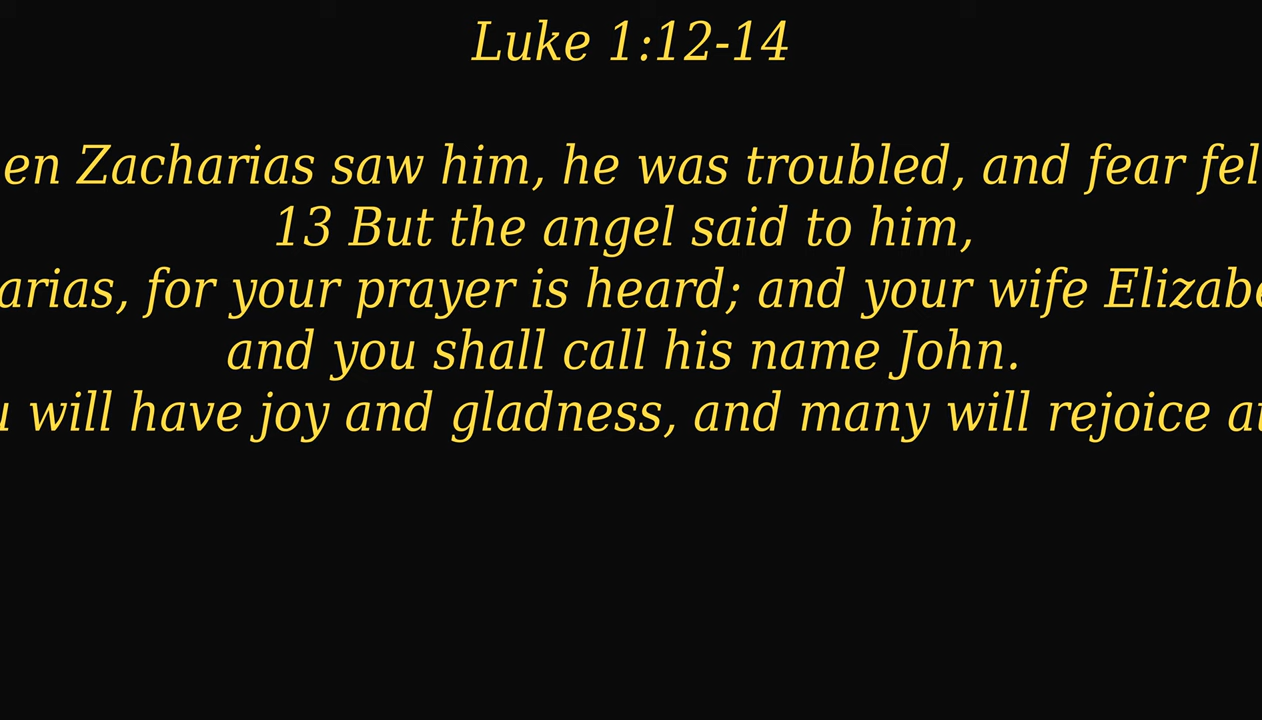 Luke 1:12-14
en Zacharias saw him, he was troubled, and fear fel
13 But the angel said to him,
arias, for your prayer is heard; and your wife Elizabe
and you shall call his name John.
u will have joy and gladness, and many will rejoice at